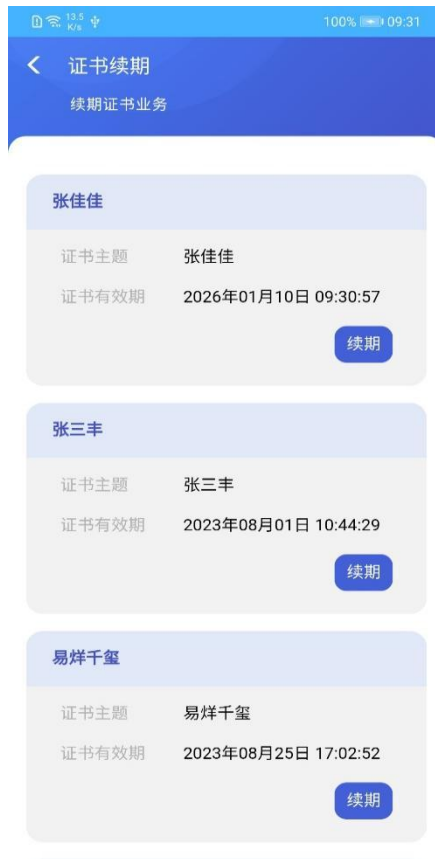 13.5 K/s 100% 09:31
证书续期
续期证书业务
张佳佳
证书主题 张佳佳
证书有效期 2026年01月10日 09:30:57
续期
张三丰
证书主题 张三丰
证书有效期 2023年08月01日 10:44:29
续期
易烊千玺
证书主题 易烊千玺
证书有效期 2023年08月25日 17:02:52
续期